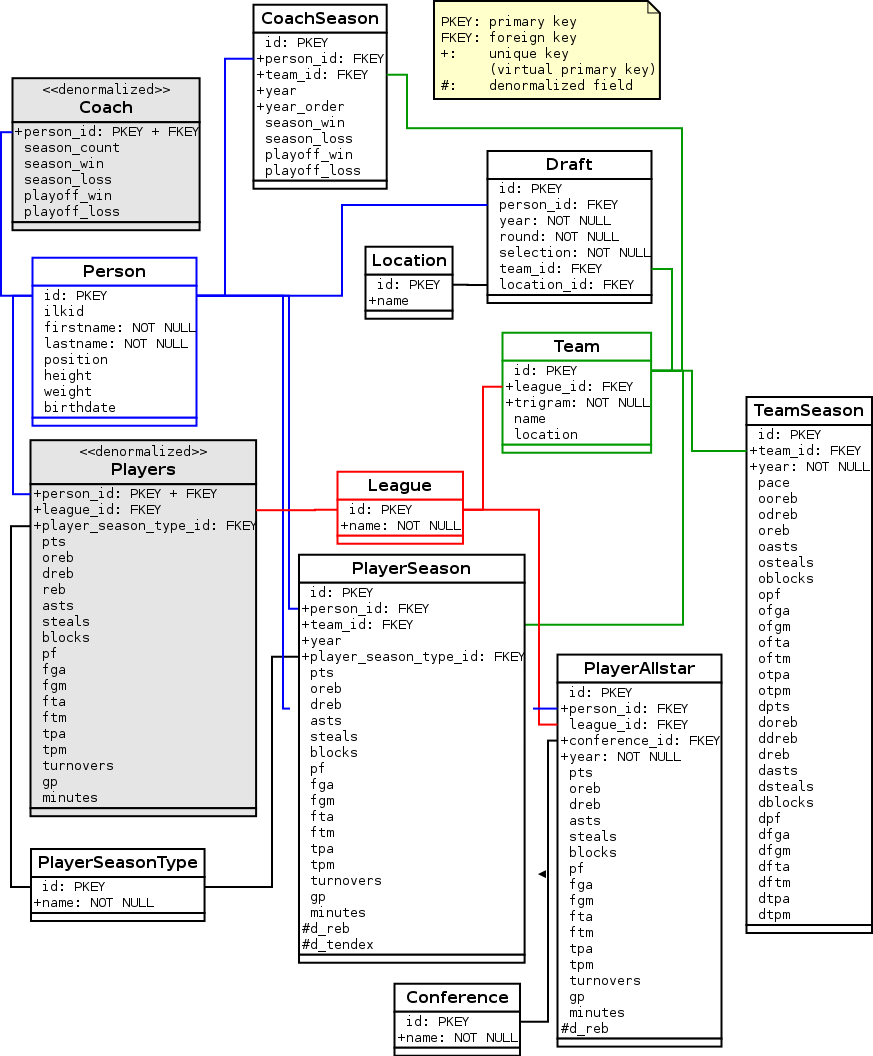 CoachSeason
id: PKEY
+person_id: FKEY
+team_id: FKEY
+year
+year_order
season_win
season_loss
playoff_win
playoff_loss
PKEY: primary key
FKEY: foreign key
+: unique key
(virtual primary key)
#: denormalized field
<<denormalized>>
Coach
+person_id: PKEY + FKEY
season_count
season_win
season_loss
playoff_win
playoff_loss
Draft
id: PKEY
person_id: FKEY
year: NOT NULL
round: NOT NULL
selection: NOT NULL
team_id: FKEY
location_id: FKEY
Location
id: PKEY
+name
Person
id: PKEY
ilkid
firstname: NOT NULL
lastname: NOT NULL
position
height
weight
birthdate
Team
id: PKEY
+league_id: FKEY
+trigram: NOT NULL
name
location
TeamSeason
id: PKEY
+team_id: FKEY
+year: NOT NULL
pace
ooreb
odreb
oreb
oasts
osteals
oblocks
opf
ofga
ofgm
ofta
oftm
otpa
otpm
dpts
doreb
ddreb
dreb
dasts
dsteals
dblocks
dpf
dfga
dfgm
dfta
dftm
dtpa
dtpm
<<denormalized>>
Players
+person_id: PKEY + FKEY
+league_id: FKEY
+player_season_type_id: FKEY
pts
oreb
dreb
reb
asts
steals
blocks
pf
fga
fgm
fta
ftm
tpa
tpm
turnovers
gp
minutes
League
id: PKEY
+name: NOT NULL
PlayerSeason
id: PKEY
+person_id: FKEY
+team_id: FKEY
+year
+player_season_type_id: FKEY
pts
oreb
dreb
asts
steals
blocks
pf
fga
fgm
fta
ftm
tpa
tpm
turnovers
gp
minutes
#d_reb
#d_tendex
PlayerAllstar
id: PKEY
+person_id: FKEY
league_id: FKEY
+conference_id: FKEY
+year: NOT NULL
pts
oreb
dreb
asts
steals
blocks
pf
fga
fgm
fta
ftm
tpa
tpm
turnovers
gp
minutes
#d_reb
PlayerSeasonType
id: PKEY
+name: NOT NULL
Conference
id: PKEY
+name: NOT NULL